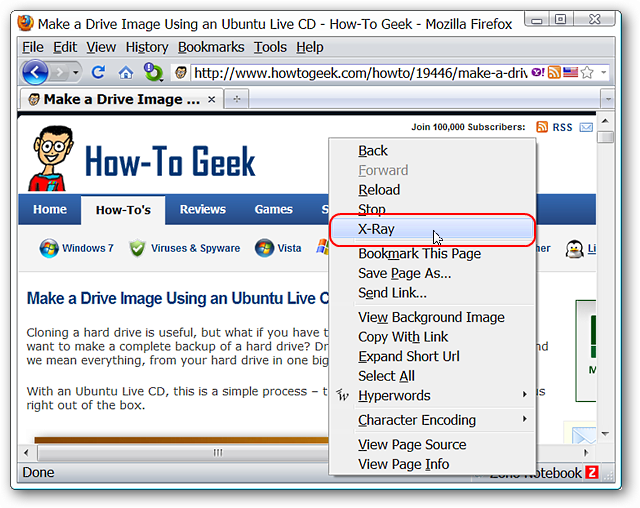 Make a Drive Image Using an Ubuntu Live CD - How-To Geek - Mozilla Firefox
File Edit View History Bookmarks Tools Help
http://www.howtogeek.com/howto/19446/make-a-driv
Make a Drive Image ...
Join 100,000 Subscribers: RSS
How-To Geek
Home How-To's Reviews Games S
Windows 7 Viruses & Spyware Vista her Li
Make a Drive Image Using an Ubuntu Live C
Cloning a hard drive is useful, but what if you have t
want to make a complete backup of a hard drive? Dr nd
we mean everything, from your hard drive in one big
With an Ubuntu Live CD, this is a simple process – t us
right out of the box.
M
Back
Forward
Reload
Stop
X-Ray
Bookmark This Page
Save Page As...
Send Link...
View Background Image
Copy With Link
Expand Short Url
Select All
Hyperwords
Character Encoding
View Page Source
View Page Info
Done
Notebook 2